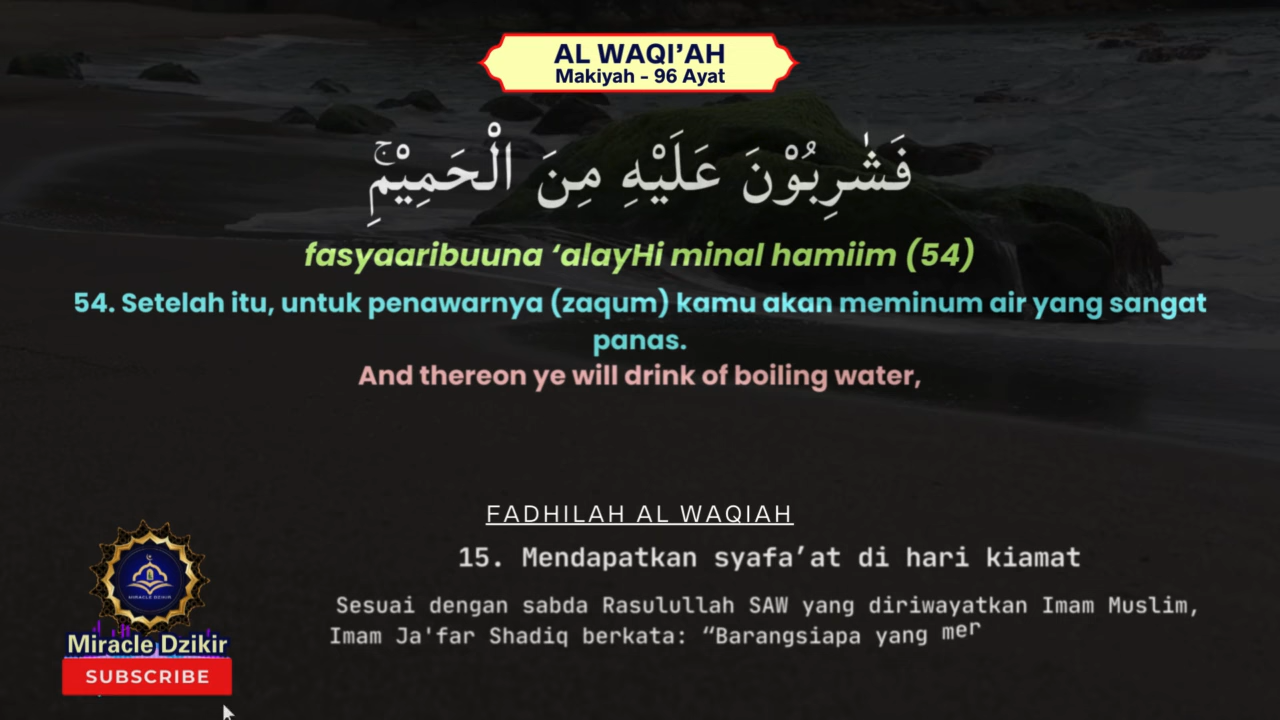 AL WAQI'AH
Makiyah - 96 Ayat
فَشٰرِبُوْنَ عَلَيْهِ مِنَ الْحَمِيْمِۚ
fasyaaribuuna ‘alayHi minal hamiim (54)
54. Setelah itu, untuk penawarnya (zaqum) kamu akan meminum air yang sangat
panas.
And thereon ye will drink of boiling water,
FADHILAH AL WAQIAH
15. Mendapatkan syafa’at di hari kiamat
Sesuai dengan sabda Rasulullah SAW yang diriwayatkan Imam Muslim,
Imam Ja'far Shadiq berkata: “Barangsiapa yang mer
MIRACLE DZIKIR
Miracle Dzikir
SUBSCRIBE